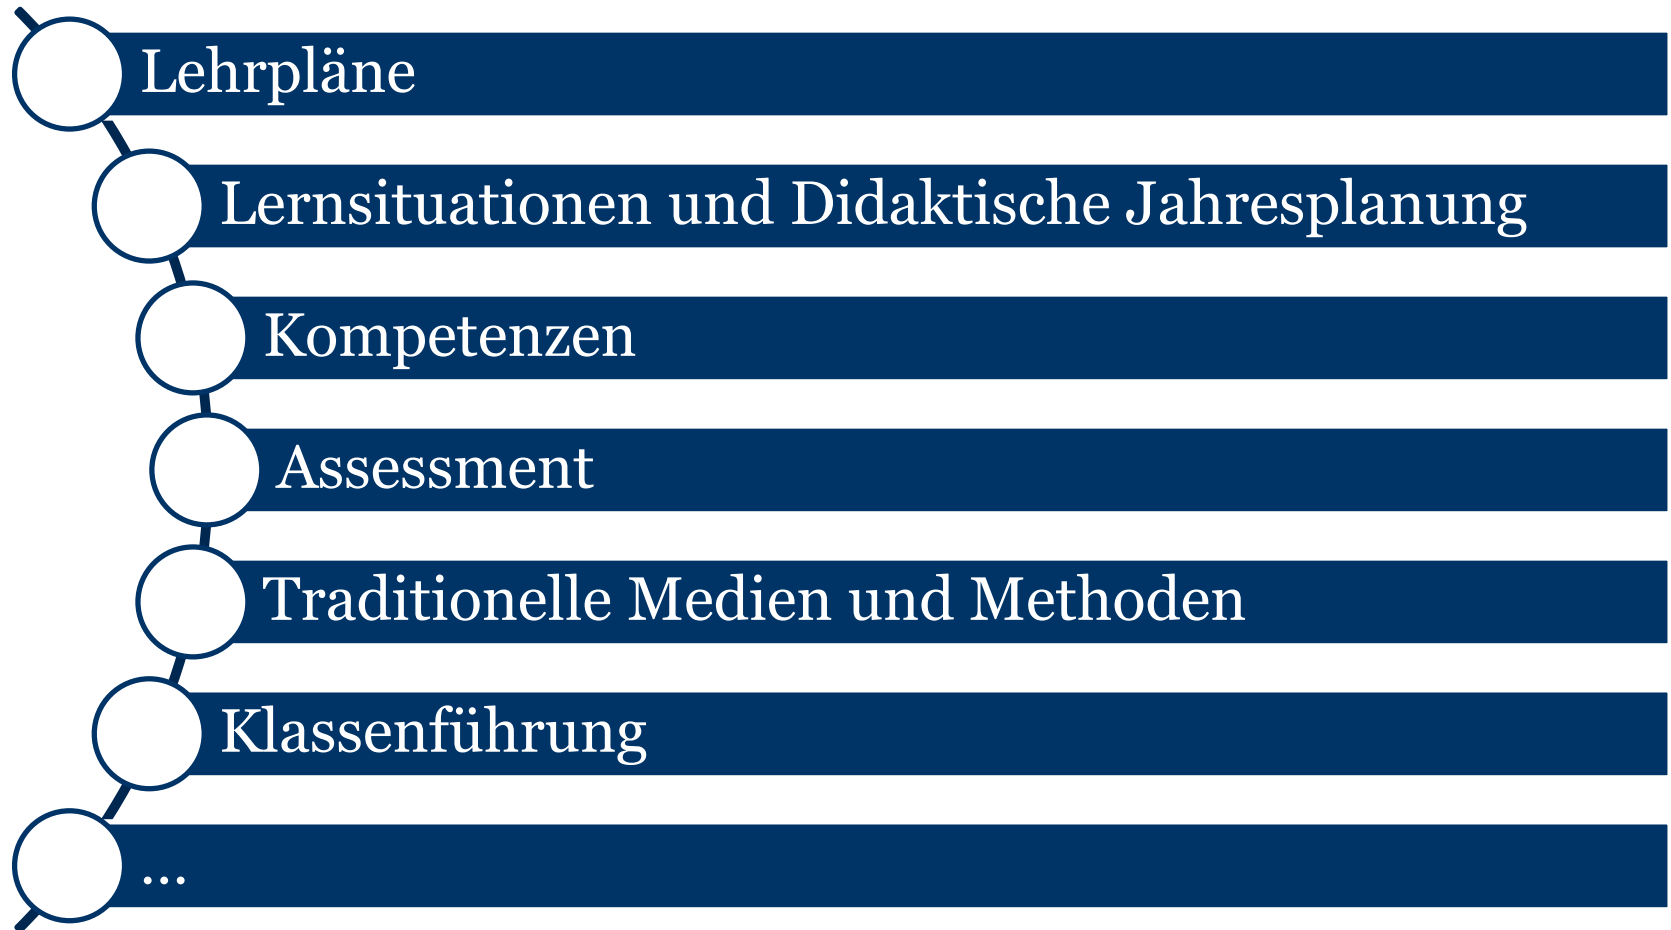 Lehrpläne
Lernsituationen und Didaktische Jahresplanung
Kompetenzen
Assessment
Traditionelle Medien und Methoden
Klassenführung
...